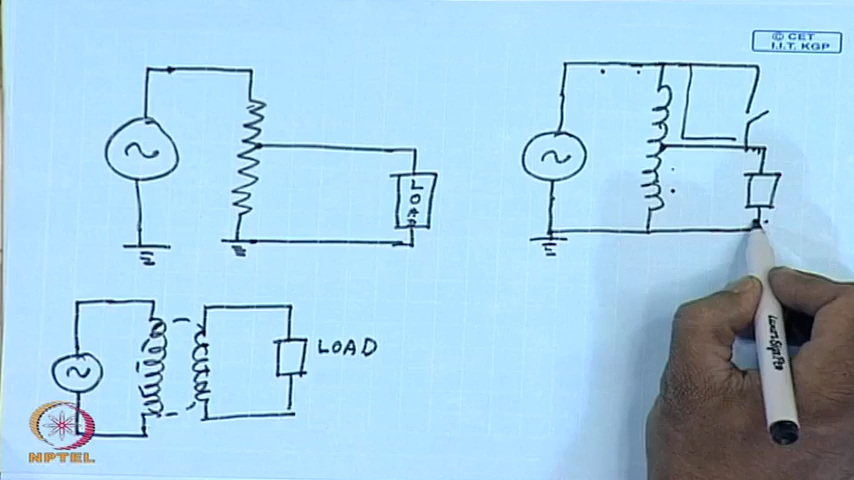 © CET
I.I.T. KGP
LOAD
LOAD
NPTEL